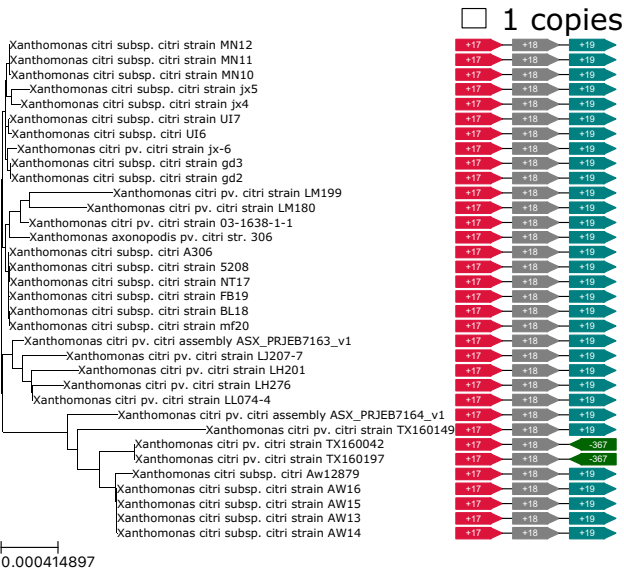 1 copies
Xanthomonas citri subsp. citri strain MN12 +17 +18 +19
Xanthomonas citri subsp. citri strain MN11 +17 +18 +19
Xanthomonas citri subsp. citri strain MN10 +17 +18 +19
Xanthomonas citri subsp. citri strain jx5 +17 +18 +19
Xanthomonas citri subsp. citri strain jx4 +17 +18 +19
Xanthomonas citri subsp. citri strain UI7 +17 +18 +19
Xanthomonas citri subsp. citri UI6 +17 +18 +19
Xanthomonas citri pv. citri strain jx-6 +17 +18 +19
Xanthomonas citri subsp. citri strain gd3 +17 +18 +19
Xanthomonas citri subsp. citri strain gd2 +17 +18 +19
Xanthomonas citri pv. citri strain LM199 +17 +18 +19
Xanthomonas citri pv. citri strain LM180 +17 +18 +19
Xanthomonas citri pv. citri strain 03-1638-1-1 +17 +18 +19
Xanthomonas axonopodis pv. citri str. 306 +17 +18 +19
Xanthomonas citri subsp. citri A306 +17 +18 +19
Xanthomonas citri subsp. citri strain 5208 +17 +18 +19
Xanthomonas citri subsp. citri strain NT17 +17 +18 +19
Xanthomonas citri subsp. citri strain FB19 +17 +18 +19
Xanthomonas citri subsp. citri strain BL18 +17 +18 +19
Xanthomonas citri subsp. citri strain mf20 +17 +18 +19
Xanthomonas citri pv. citri assembly ASX_PRJEB7163_v1 +17 +18 +19
Xanthomonas citri pv. citri strain LJ207-7 +17 +18 +19
Xanthomonas citri pv. citri strain LH201 +17 +18 +19
Xanthomonas citri pv. citri strain LH276 +17 +18 +19
Xanthomonas citri pv. citri strain LL074-4 +17 +18 +19
Xanthomonas citri pv. citri assembly ASX_PRJEB7164_v1 +17 +18 +19
Xanthomonas citri pv. citri strain TX160149 +17 +18 +19
Xanthomonas citri pv. citri strain TX160042 +17 +18 -367
Xanthomonas citri pv. citri strain TX160197 +17 +18 -367
Xanthomonas citri subsp. citri Aw12879 +17 +18 +19
Xanthomonas citri subsp. citri strain AW16 +17 +18 +19
Xanthomonas citri subsp. citri strain AW15 +17 +18 +19
Xanthomonas citri subsp. citri strain AW13 +17 +18 +19
Xanthomonas citri subsp. citri strain AW14 +17 +18 +19
0.000414897